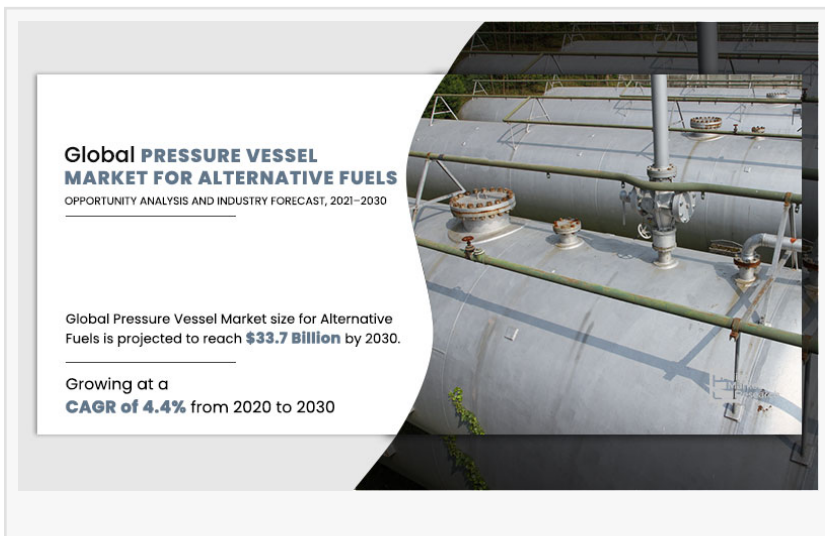 Global PRESSURE VESSEL
MARKET FOR ALTERNATIVE FUELS
OPPORTUNITY ANALYSIS AND INDUSTRY FORECAST, 2021–2030
Global Pressure Vessel Market size for Alternative
Fuels is projected to reach $33.7 Billion by 2030.
Growing at a
CAGR of 4.4% from 2020 to 2030